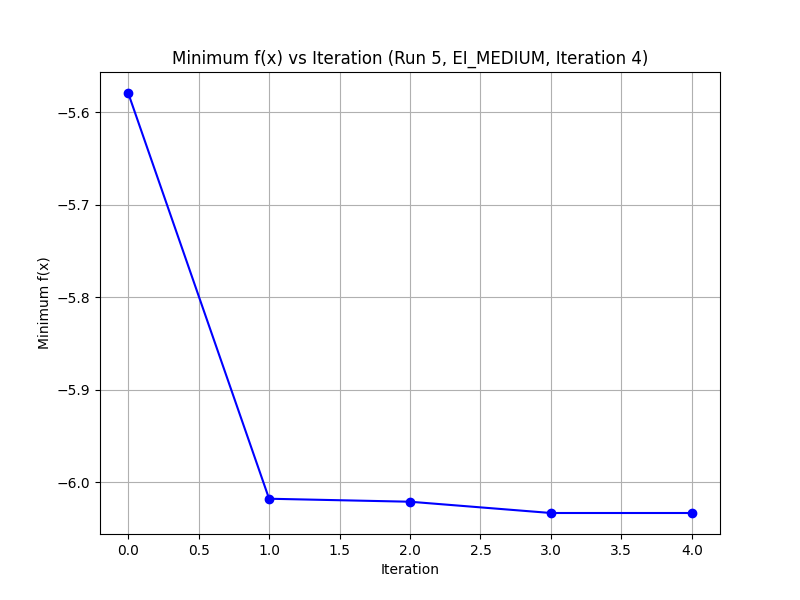 Minimum f(x) vs Iteration (Run 5, EI_MEDIUM, Iteration 4)
−5.6
−5.7
−5.8
−5.9
−6.0
Minimum f(x)
0.0 0.5 1.0 1.5 2.0 2.5 3.0 3.5 4.0
Iteration